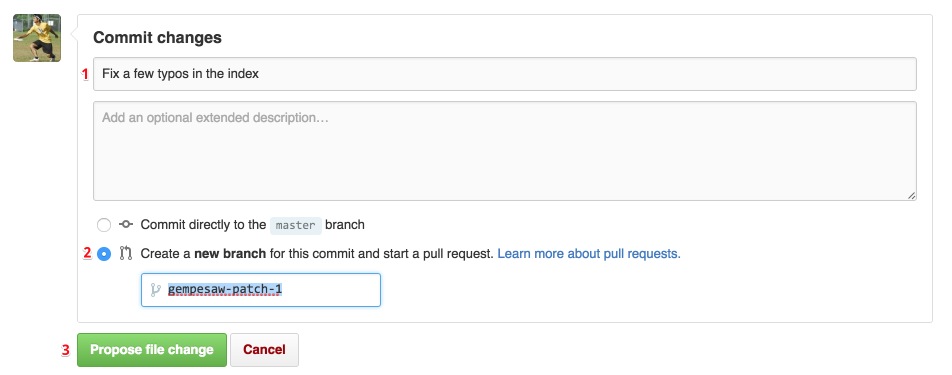 Commit changes
1 Fix a few typos in the index
Add an optional extended description…
Commit directly to the master branch
2 Create a new branch for this commit and start a pull request. Learn more about pull requests.
gempesaw-patch-1
3 Propose file change Cancel